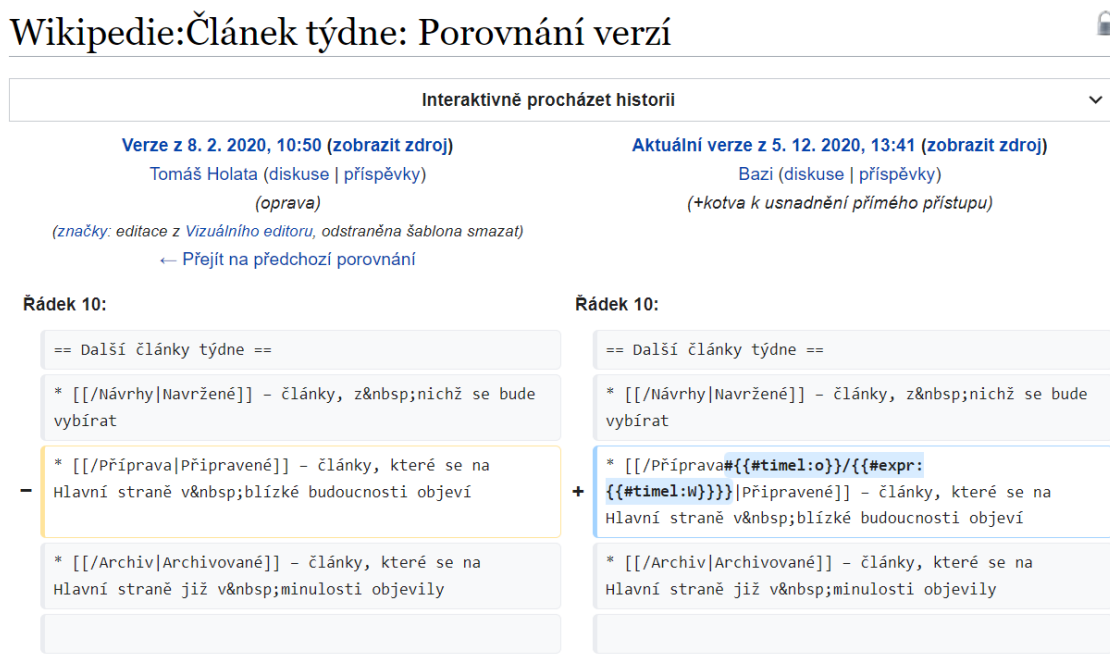 Wikipedie:Článek týdne: Porovnání verzí
Interaktivně procházet historii
Verze z 8. 2. 2020, 10:50 (zobrazit zdroj)
Tomáš Holata (diskuse | příspěvky)
(oprava)
(značky: editace z Vizuálního editoru, odstraněna šablona smazat)
← Přejít na předchozí porovnání
Aktuální verze z 5. 12. 2020, 13:41 (zobrazit zdroj)
Bazi (diskuse | příspěvky)
(+kotva k usnadnění přímého přístupu)
Řádek 10:
== Další články týdne ==
* [[/Návrhy|Navržené]] – články, z&nbsp;nichž se bude
vybírat
− * [[/Příprava|Připravené]] – články, které se na
Hlavní straně v&nbsp;blízké budoucnosti objeví
* [[/Archiv|Archivované]] – články, které se na
Hlavní straně již v&nbsp;minulosti objevily
Řádek 10:
== Další články týdne ==
* [[/Návrhy|Navržené]] – články, z&nbsp;nichž se bude
vybírat
+ * [[/Příprava#{{#timel:o}}/{{#expr:
{{#timel:W}}}}|Připravené]] – články, které se na
Hlavní straně v&nbsp;blízké budoucnosti objeví
* [[/Archiv|Archivované]] – články, které se na
Hlavní straně již v&nbsp;minulosti objevily